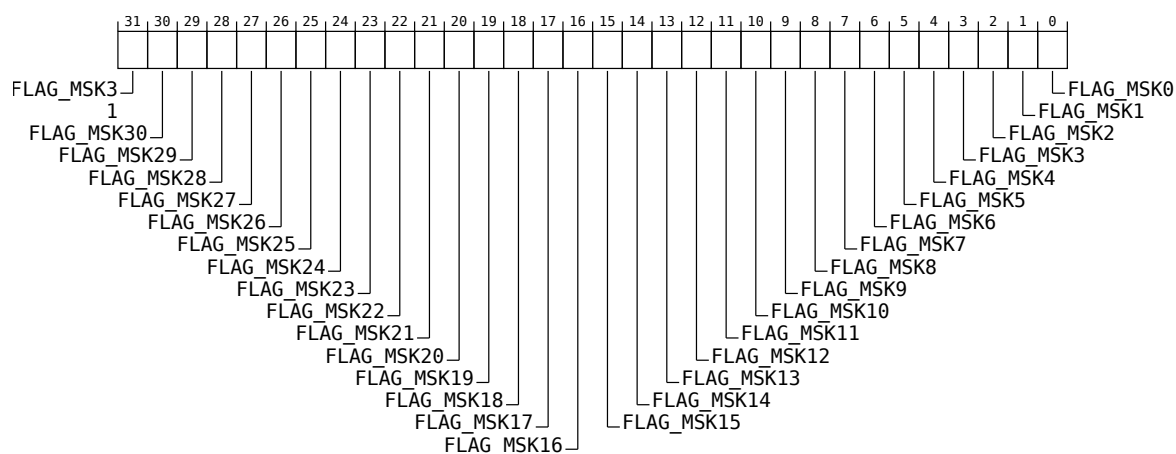 31 30 29 28 27 26 25 24 23 22 21 20 19 18 17 16 15 14 13 12 11 10 9 8 7 6 5 4 3 2 1 0
FLAG_MSK3 FLAG_MSK0
1 FLAG_MSK1
FLAG_MSK30 FLAG_MSK2
FLAG_MSK29 FLAG_MSK3
FLAG_MSK28 FLAG_MSK4
FLAG_MSK27 FLAG_MSK5
FLAG_MSK26 FLAG_MSK6
FLAG_MSK25 FLAG_MSK7
FLAG_MSK24 FLAG_MSK8
FLAG_MSK23 FLAG_MSK9
FLAG_MSK22 FLAG_MSK10
FLAG_MSK21 FLAG_MSK11
FLAG_MSK20 FLAG_MSK12
FLAG_MSK19 FLAG_MSK13
FLAG_MSK18 FLAG_MSK14
FLAG_MSK17 FLAG_MSK15
FLAG MSK16